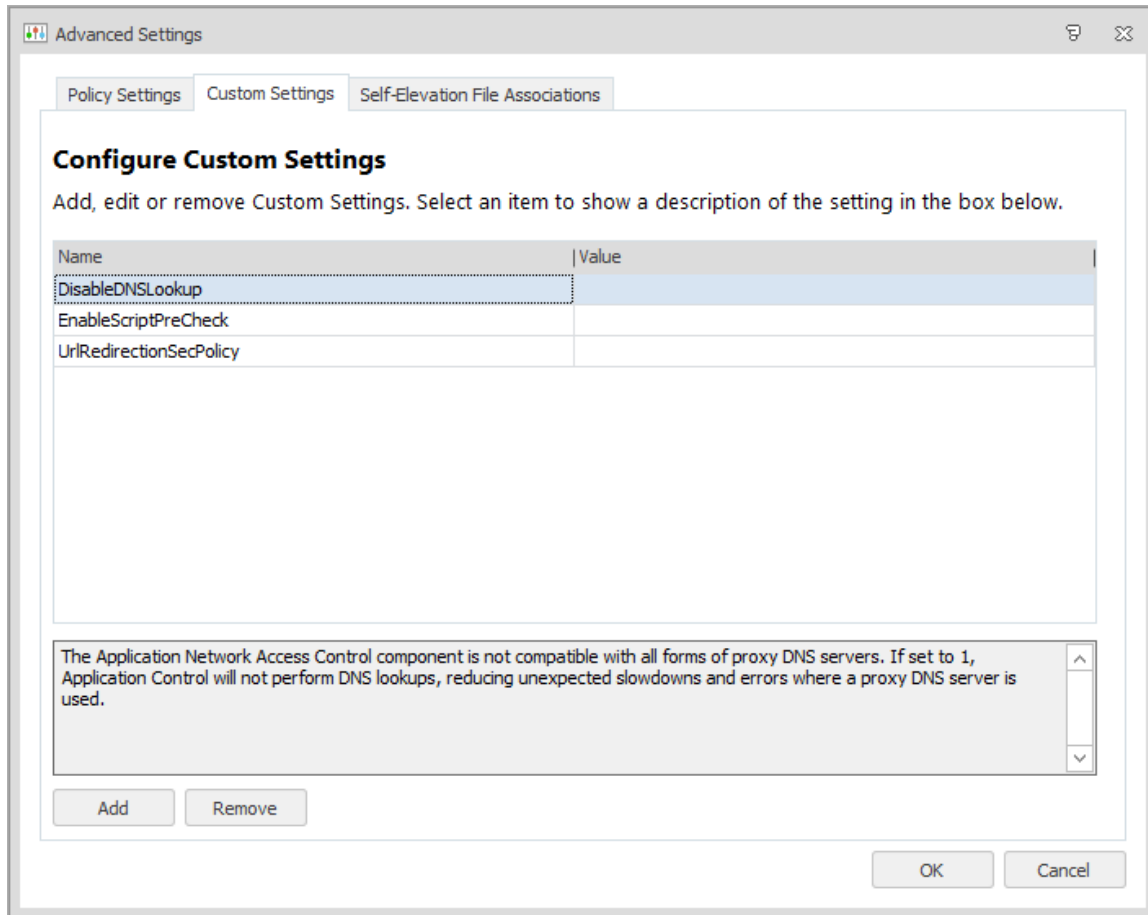 Advanced Settings
Policy Settings
Custom Settings
Self-Elevation File Associations
Configure Custom Settings
Add, edit or remove Custom Settings. Select an item to show a description of the setting in the box below.
Name
Value
DisableDNSLookup
EnableScriptPreCheck
UrlRedirectionSecPolicy
The Application Network Access Control component is not compatible with all forms of proxy DNS servers. If set to 1,
Application Control will not perform DNS lookups, reducing unexpected slowdowns and errors where a proxy DNS server is
used.
Add
Remove
OK
Cancel